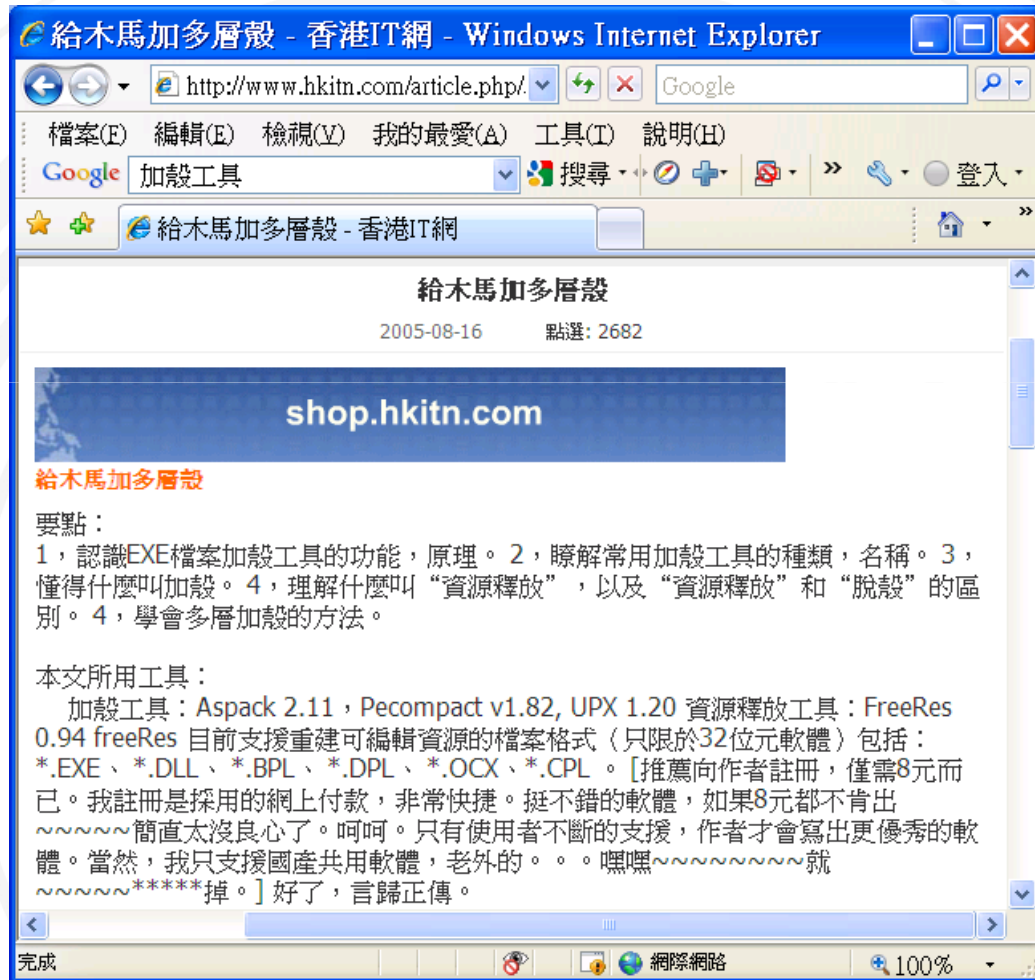 給木馬加多層殼 - 香港IT網 - Windows Internet Explorer
http://www.hkitn.com/article.php/.
Google
檔案(F) 編輯(E) 檢視(V) 我的最愛(A) 工具(T) 說明(H)
Google 加殼工具 搜尋 » 登入
給木馬加多層殼 - 香港IT網 »
給木馬加多層殼
2005-08-16 點選: 2682
shop.hkitn.com
給木馬加多層殼
要點：
1，認識EXE檔案加殼工具的功能，原理。 2，瞭解常用加殼工具的種類，名稱。 3，
懂得什麼叫加殼。 4，理解什麼叫“資源釋放”，以及“資源釋放”和“脫殼”的區
別。 4，學會多層加殼的方法。
本文所用工具：
加殼工具：Aspack 2.11，Pecompact v1.82, UPX 1.20 資源釋放工具：FreeRes
0.94 freeRes 目前支援重建可編輯資源的檔案格式（只限於32位元軟體）包括：
*.EXE、*.DLL、*.BPL、*.DPL、*.OCX、*.CPL 。 [推薦向作者註冊，僅需8元而
已。我註冊是採用的網上付款，非常快捷。挺不錯的軟體，如果8元都不肯出
~~~~~簡直太沒良心了。呵呵。只有使用者不斷的支援，作者才會寫出更優秀的軟
體。當然，我只支援國產共用軟體，老外的。。。嘿嘿~~~~~~~~就
~~~~~*****掉。] 好了，言歸正傳。
完成 網際網路 100%